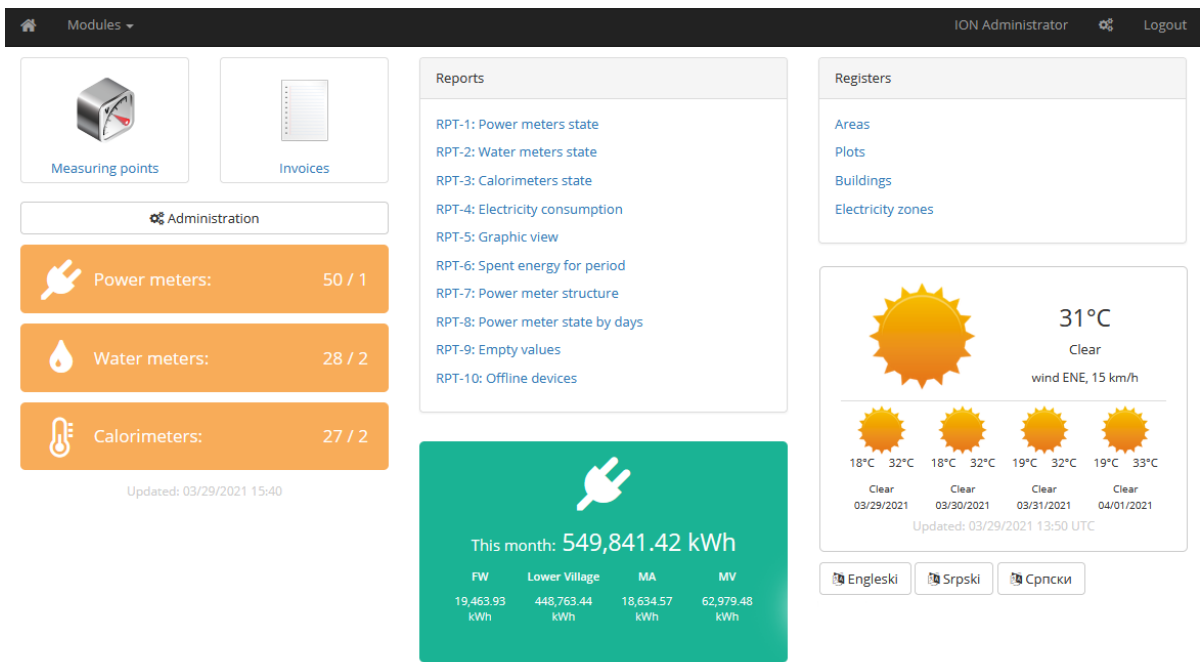 Modules
ION Administrator
Logout
Measuring points
Invoices
Administration
Power meters: 50 / 1
Water meters: 28 / 2
Calorimeters: 27 / 2
Updated: 03/29/2021 15:40
Reports
RPT-1: Power meters state
RPT-2: Water meters state
RPT-3: Calorimeters state
RPT-4: Electricity consumption
RPT-5: Graphic view
RPT-6: Spent energy for period
RPT-7: Power meter structure
RPT-8: Power meter state by days
RPT-9: Empty values
RPT-10: Offline devices
This month: 549,841.42 kWh
FW Lower Village MA MV
19,463.93 448,763.44 18,634.57 62,979.48
kWh kWh kWh kWh
Registers
Areas
Plots
Buildings
Electricity zones
31°C
Clear
wind ENE, 15 km/h
18°C 32°C 18°C 32°C 19°C 32°C 19°C 33°C
Clear Clear Clear Clear
03/29/2021 03/30/2021 03/31/2021 04/01/2021
Updated: 03/29/2021 13:50 UTC
Engleski Srpski Српски